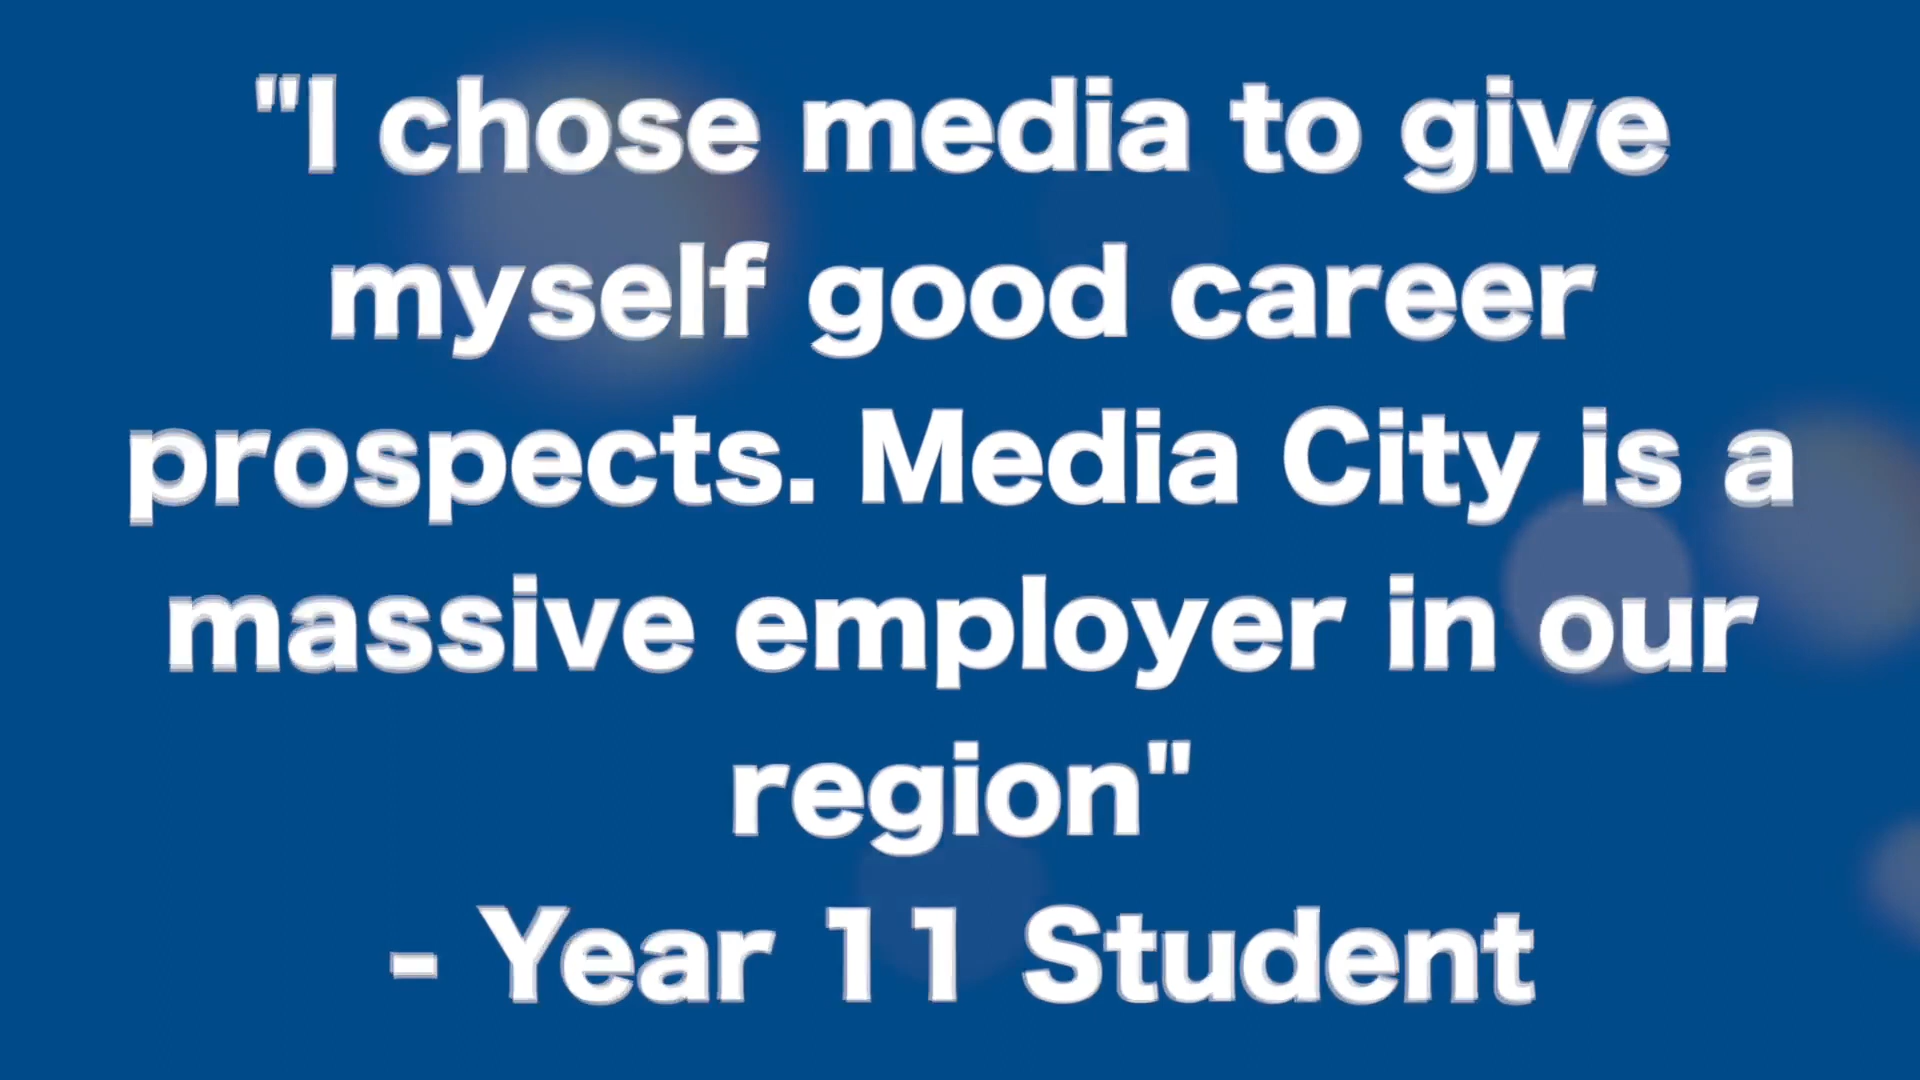 "I chose media to give
myself good career
prospects. Media City is a
massive employer in our
region"
- Year 11 Student